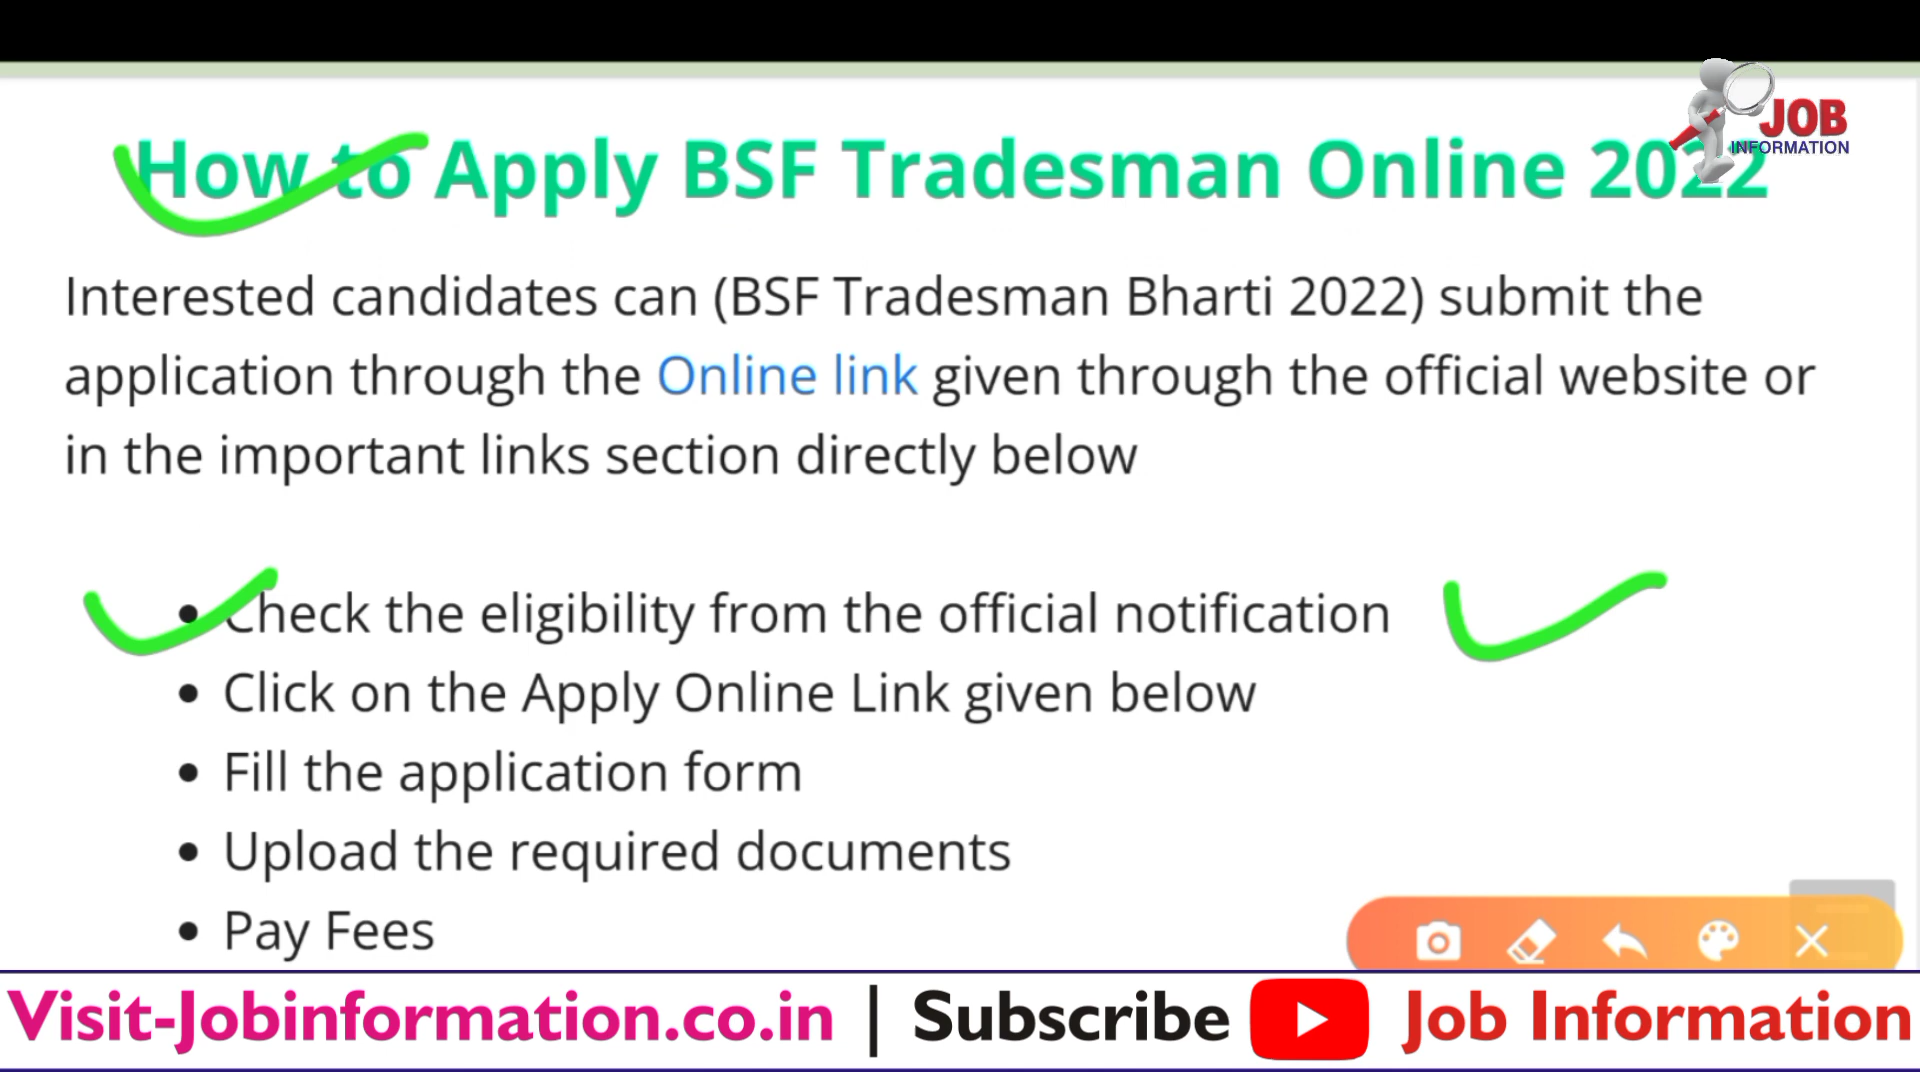 JOB
INFORMATION
How to Apply BSF Tradesman Online 2022
Interested candidates can (BSF Tradesman Bharti 2022) submit the
application through the Online link given through the official website or
in the important links section directly below
• Check the eligibility from the official notification
• Click on the Apply Online Link given below
• Fill the application form
• Upload the required documents
• Pay Fees
Visit-Jobinformation.co.in | Subscribe Job Information